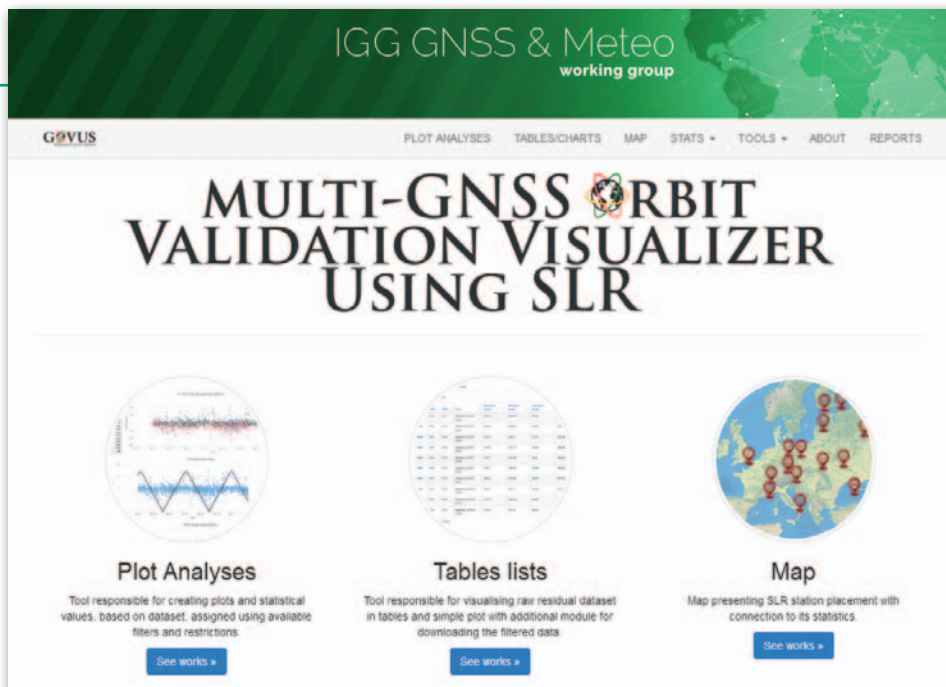 IGG GNSS & Meteo
working group
GOVUS
PLOT ANALYSES TABLES/CHARTS MAP STATS TOOLS ABOUT REPORTS
MULTI-GNSS ORBIT
VALIDATION VISUALIZER
USING SLR
Plot Analyses
Tool responsible for creating plots and statistical
values, based on dataset, assigned using available
filters and restrictions.
See works »
Tables lists
Tool responsible for visualising raw residual dataset
in tables and simple plot with additional module for
downloading the filtered data.
See works »
Map
Map presenting SLR station placement with
connection to its statistics.
See works »